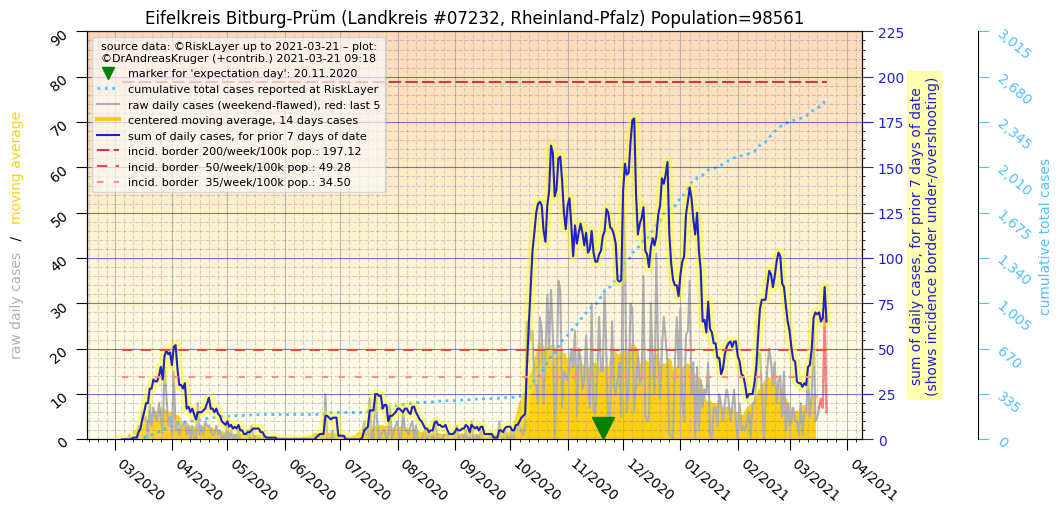 Eifelkreis Bitburg-Prüm (Landkreis #07232, Rheinland-Pfalz) Population=98561
source data: ©RiskLayer up to 2021-03-21 – plot:
©DrAndreasKruger (+contrib.) 2021-03-21 09:18
marker for 'expectation day': 20.11.2020
cumulative total cases reported at RiskLayer
raw daily cases (weekend-flawed), red: last 5
centered moving average, 14 days cases
sum of daily cases, for prior 7 days of date
incid. border 200/week/100k pop.: 197.12
incid. border  50/week/100k pop.: 49.28
incid. border  35/week/100k pop.: 34.50
raw daily cases / moving average
90
80
70
60
50
40
30
20
10
0
03/2020
04/2020
05/2020
06/2020
07/2020
08/2020
09/2020
10/2020
11/2020
12/2020
01/2021
02/2021
03/2021
04/2021
225
200
175
150
125
100
75
50
25
0
sum of daily cases, for prior 7 days of date
(shows incidence border under-/overshooting)
3,015
2,680
2,345
2,010
1,675
1,340
1,005
670
335
0
cumulative total cases